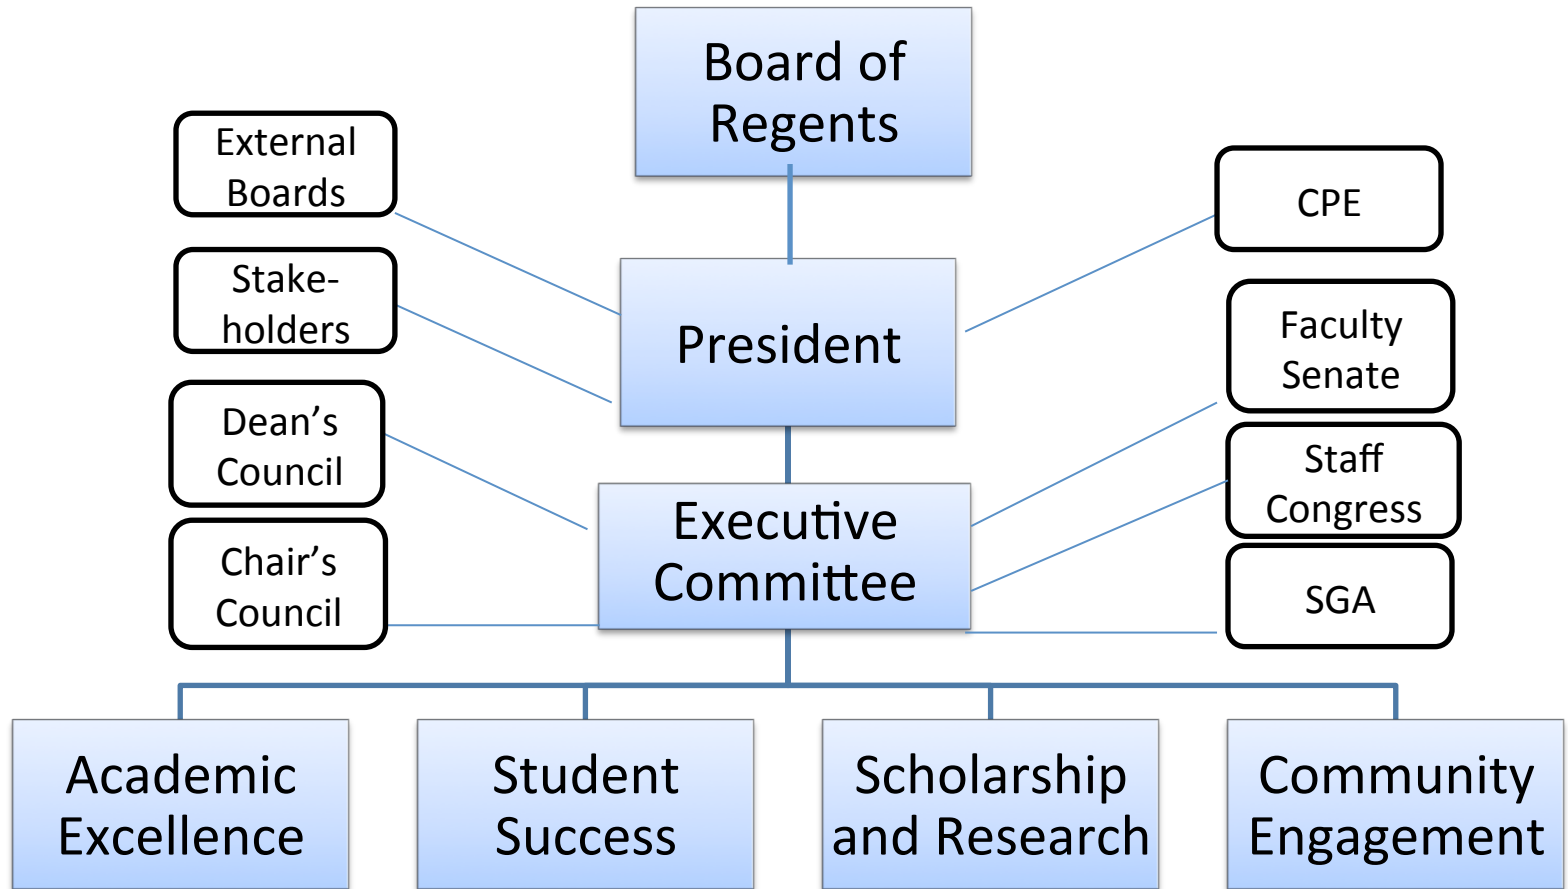 Board of
Regents
External
Boards
CPE
Stake-
holders
President
Faculty
Senate
Dean’s
Council
Staff
Congress
Executive
Committee
Chair’s
Council
SGA
Academic
Excellence
Student
Success
Scholarship
and Research
Community
Engagement